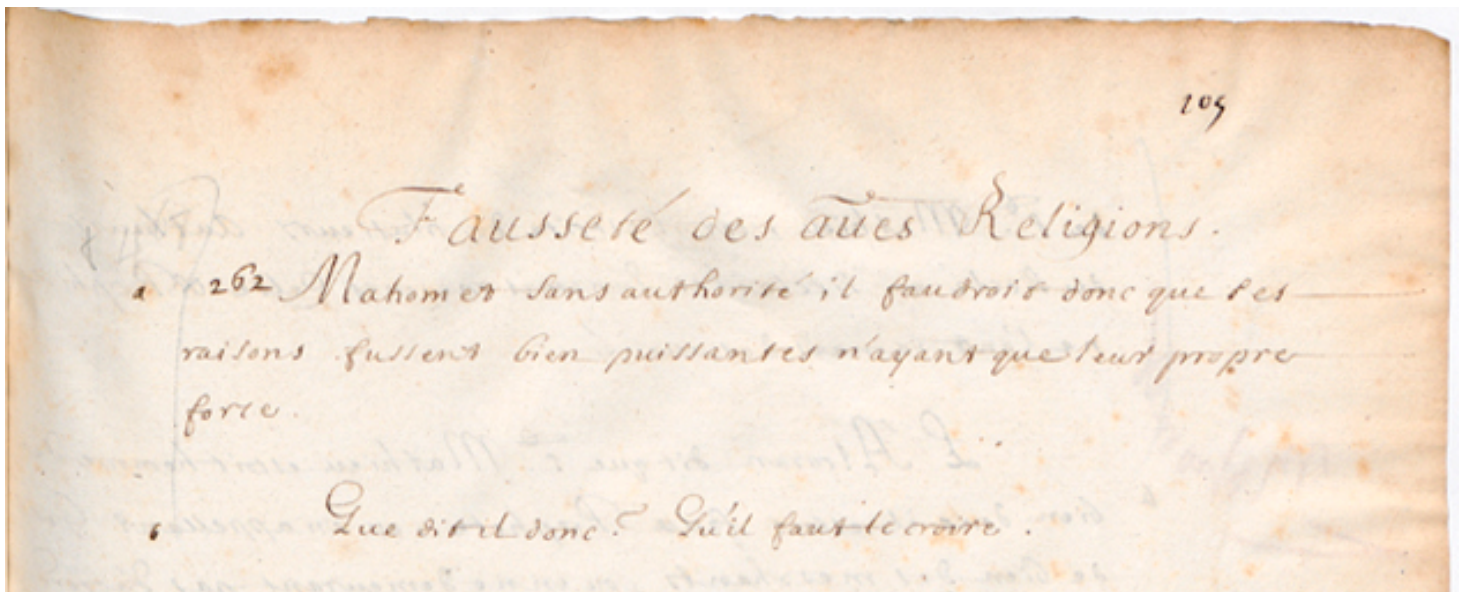 105
Fausseté des aũes Religions.
a 262 Mahomet sans authorité il faudroit donc que ses
raisons fussent bien puissantes n'ayant que leur propre
force.
b Que dit il donc? Qu'il faut le croire.